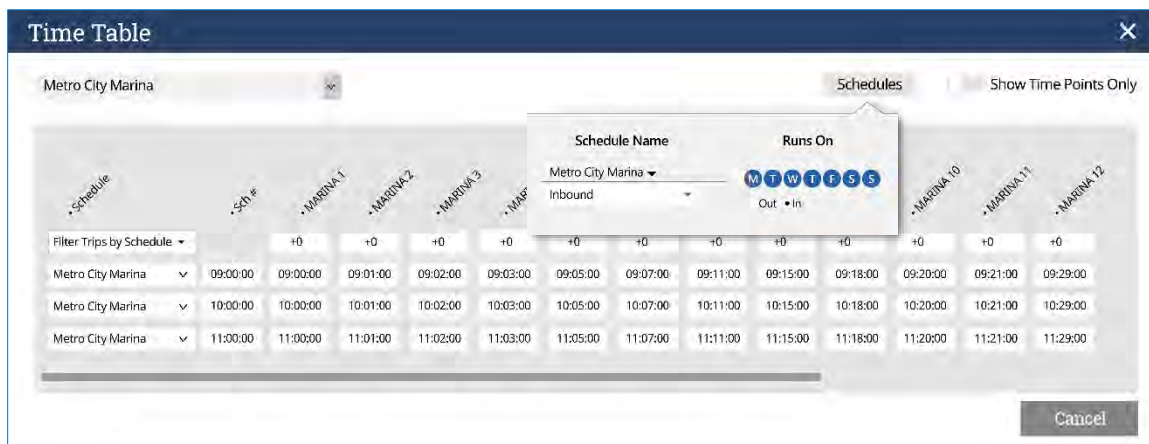 Time Table
Metro City Marina
Schedules
Show Time Points Only
Schedule Name Runs On
Metro City Marina
M T W T F S S
Inbound
Out • In
• Schedule • Sch # • MARINA 1 • MARINA 2 • MARINA 3 • MAR • MARINA 10 • MARINA 11 • MARINA 12
Filter Trips by Schedule +0 +0 +0 +0 +0 +0 +0 +0 +0 +0 +0 +0
Metro City Marina 09:00:00 09:00:00 09:01:00 09:02:00 09:03:00 09:05:00 09:07:00 09:11:00 09:15:00 09:18:00 09:20:00 09:21:00 09:29:00
Metro City Marina 10:00:00 10:00:00 10:01:00 10:02:00 10:03:00 10:05:00 10:07:00 10:11:00 10:15:00 10:18:00 10:20:00 10:21:00 10:29:00
Metro City Marina 11:00:00 11:00:00 11:01:00 11:02:00 11:03:00 11:05:00 11:07:00 11:11:00 11:15:00 11:18:00 11:20:00 11:21:00 11:29:00
Cancel